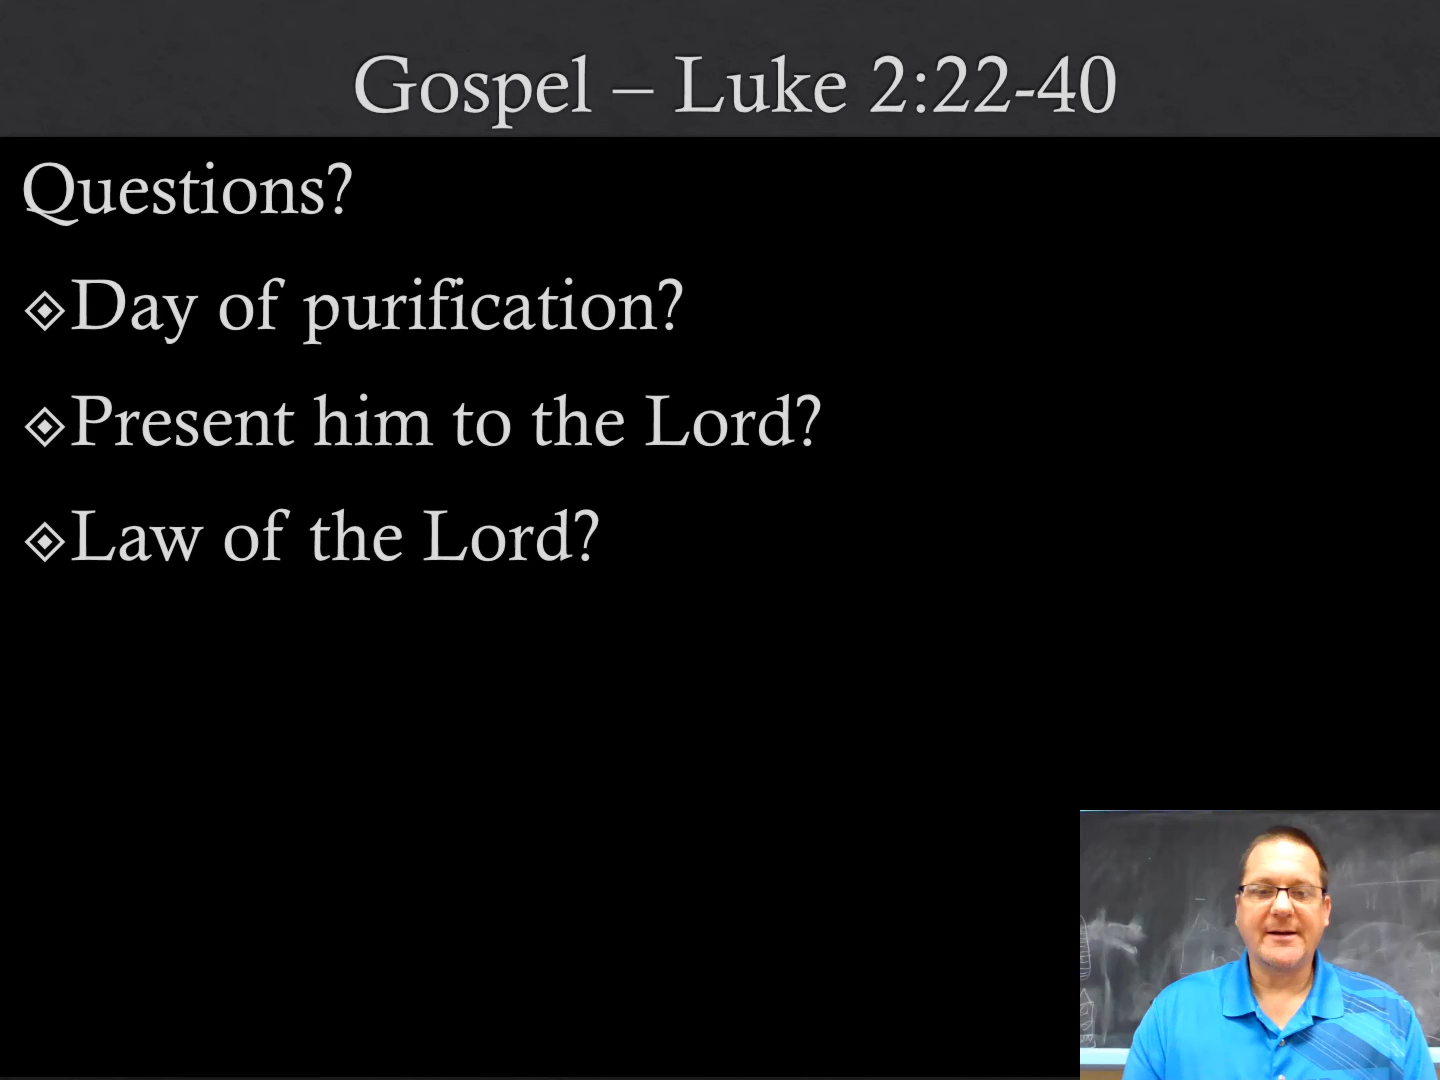 Gospel – Luke 2:22-40
Questions?
Day of purification?
Present him to the Lord?
Law of the Lord?